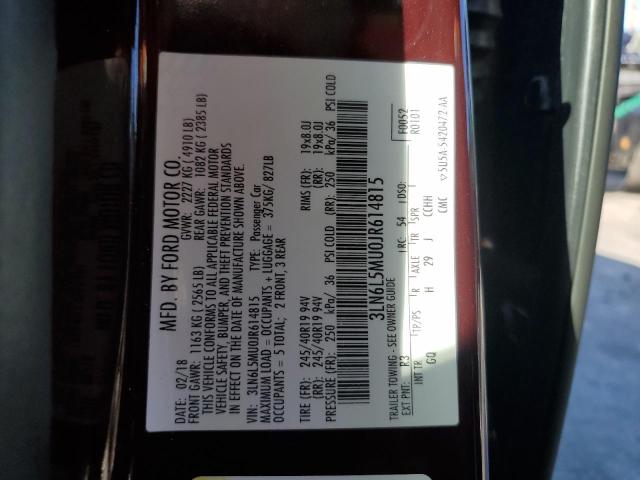 MFD. BY FORD MOTOR CO.
DATE: 02/18 GVWR: 2227 KG ( 4910 LB)
FRONT GAWR: 1163 KG ( 2565 LB) REAR GAWR: 1082 KG ( 2385 LB)
THIS VEHICLE CONFORMS TO ALL APPLICABLE FEDERAL MOTOR
VEHICLE SAFETY, BUMPER, AND THEFT PREVENTION STANDARDS
IN EFFECT ON THE DATE OF MANUFACTURE SHOWN ABOVE.
VIN: 3LN6L5MU0JR614815 TYPE: Passenger Car
MAXIMUM LOAD = OCCUPANTS + LUGGAGE = 375KG/ 827LB
OCCUPANTS = 5 TOTAL; 2 FRONT, 3 REAR
TIRE (FR): 245/40R19 94V RIMS (FR): 19x8.0J
(RR): 245/40R19 94V (RR): 19x8.0J
PRESSURE (FR): 250 kPa/ 36 PSI COLD (RR): 250 kPa/ 36 PSI COLD
3LN6L5MU0JR614815
F0052
R0101
TRAILER TOWING - SEE OWNER GUIDE
EXT PNT: R3 RC: 54 DSO:
INT TR TP/PS R AXLE TR SPR
GQ H 29 J CCHH
CMC 5U5A-5420472-AA